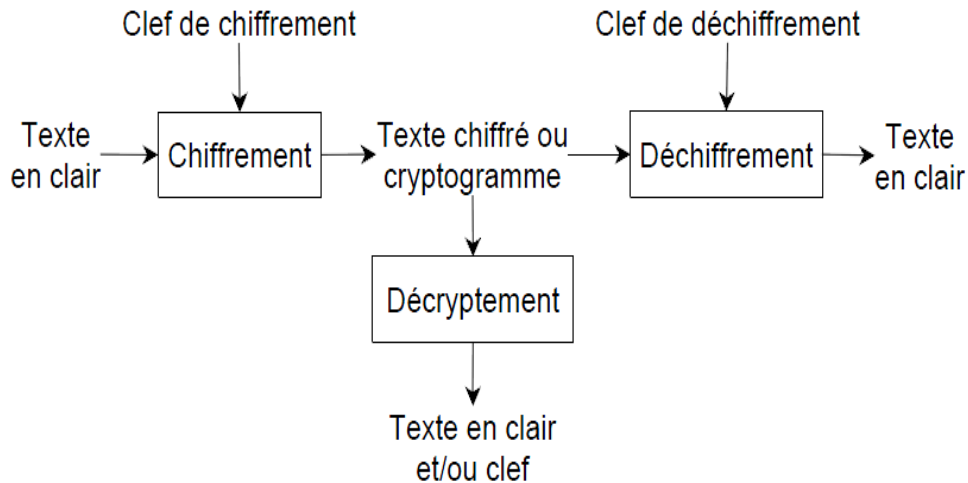 Clef de chiffrement
Clef de déchiffrement
Texte
en clair
Chiffrement
Texte chiffré ou
cryptogramme
Déchiffrement
Texte
en clair
Décryptement
Texte en clair
et/ou clef